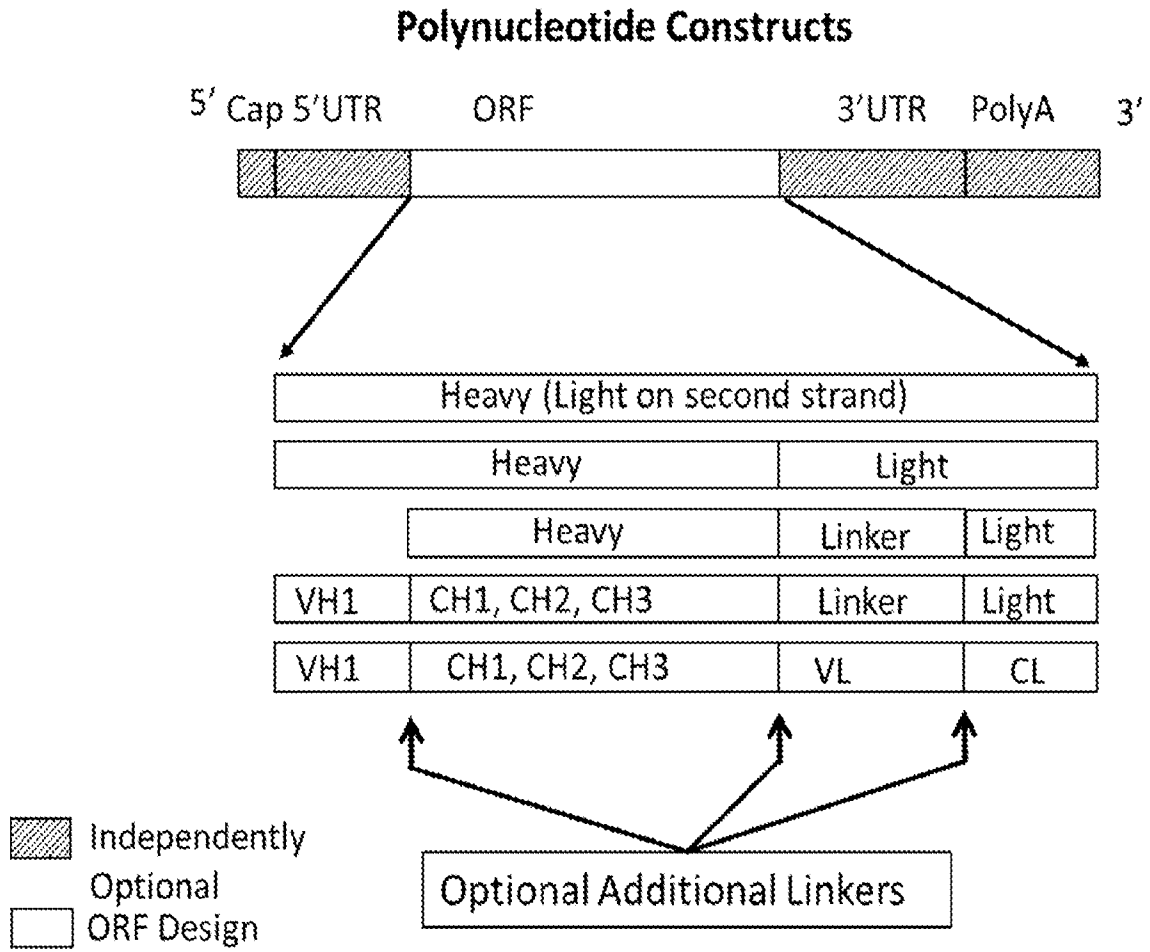 Polynucleotide Constructs
5' Cap 5'UTR ORF 3'UTR PolyA 3'
Heavy (Light on second strand)
Heavy Light
Heavy Linker Light
VH1 CH1, CH2, CH3 Linker Light
VH1 CH1, CH2, CH3 VL CL
Independently
Optional
ORF Design
Optional Additional Linkers